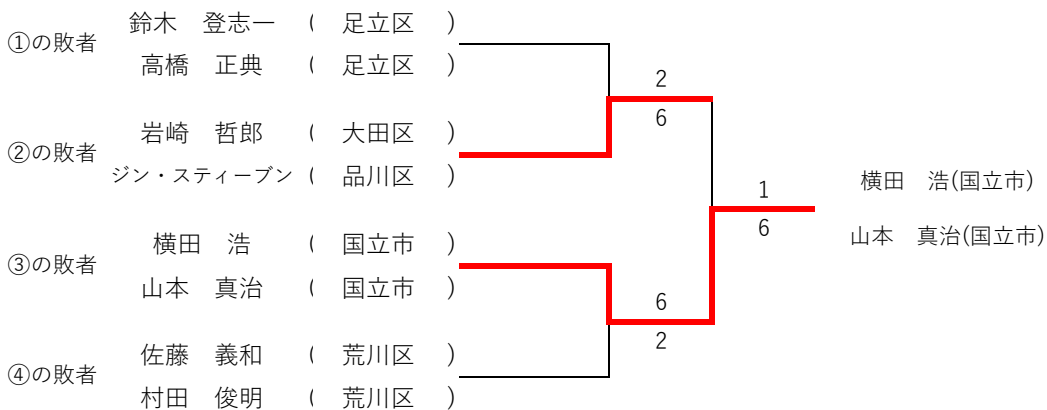 ①の敗者
鈴木　登志一 ( 足立区 )
高橋　正典 ( 足立区 )
②の敗者
岩崎　哲郎 ( 大田区 )
ジン・スティーブン ( 品川区 )
③の敗者
横田　浩 ( 国立市 )
山本　真治 ( 国立市 )
④の敗者
佐藤　義和 ( 荒川区 )
村田　俊明 ( 荒川区 )
2
6
6
2
1
6
横田　浩(国立市)
山本　真治(国立市)